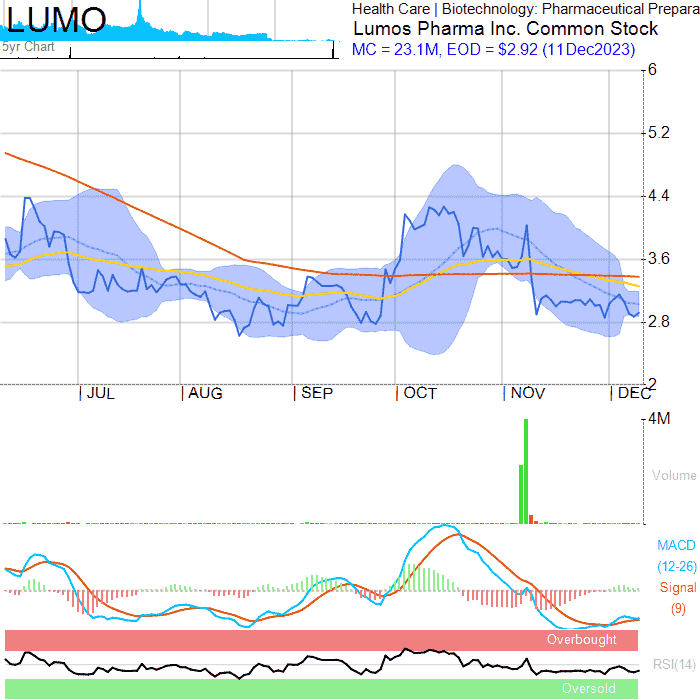 LUMO
5yr Chart
Health Care | Biotechnology: Pharmaceutical Prepara
Lumos Pharma Inc. Common Stock
MC = 23.1M, EOD = $2.92 (11Dec2023)
6
5.2
4.4
3.6
2.8
2
JUL AUG SEP OCT NOV DEC
4M
Volume
MACD
(12-26)
Signal
(9)
Overbought
RSI(14)
Oversold